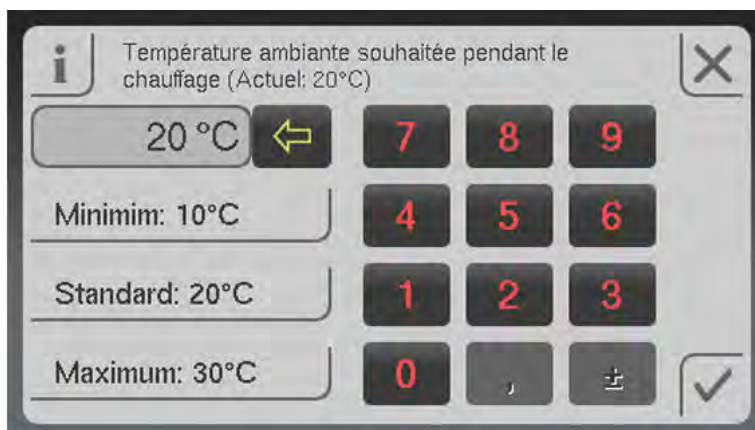 i
Température ambiante souhaitée pendant le
chauffage (Actuel: 20°C)
20 °C
7 8 9
Minimim: 10°C
4 5 6
Standard: 20°C
1 2 3
Maximum: 30°C
0 , ±